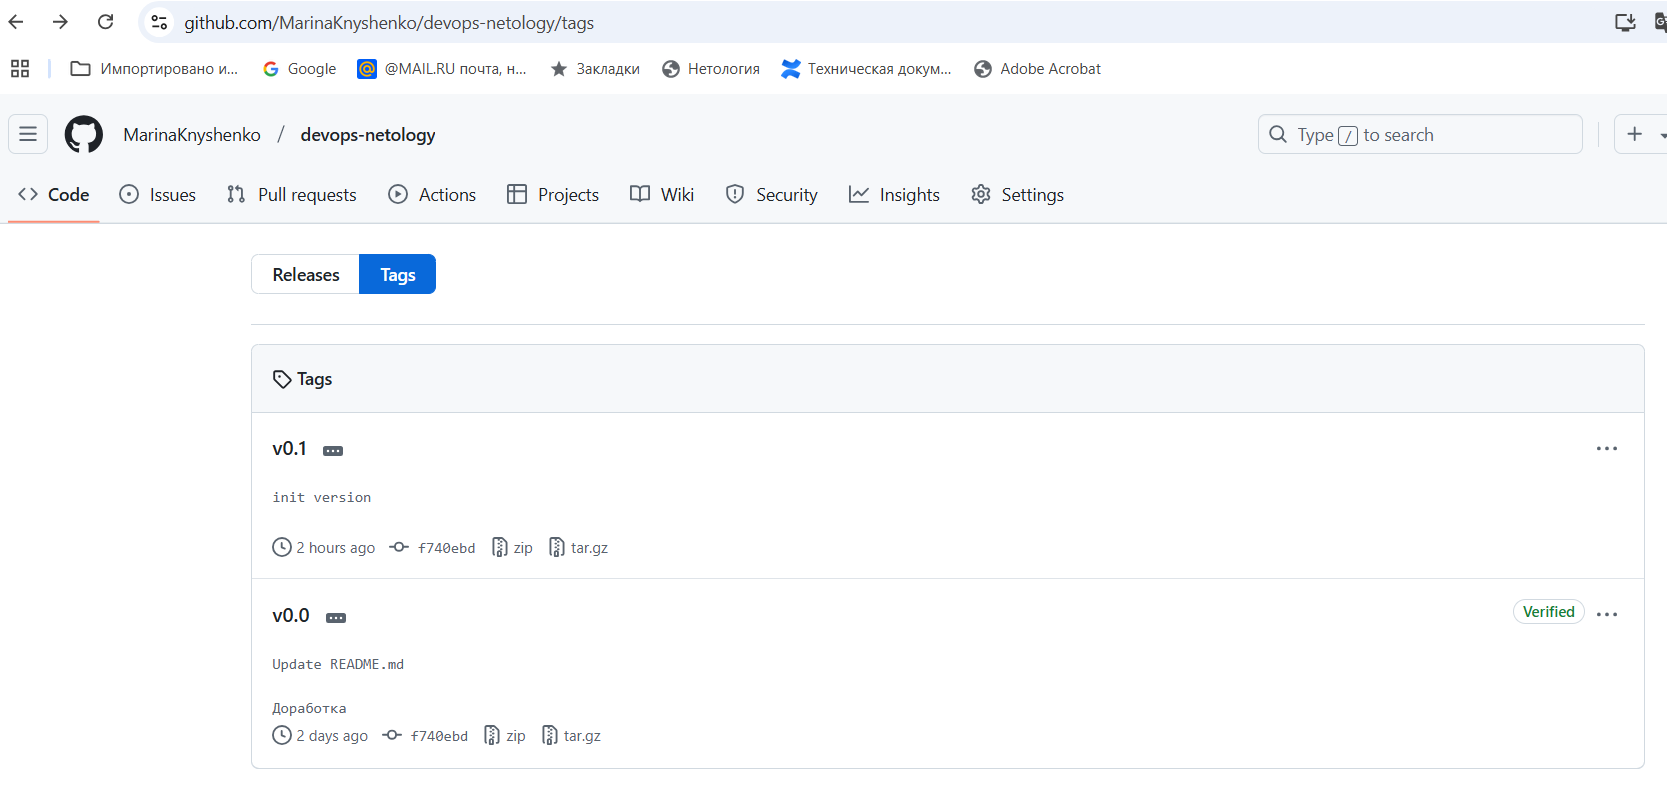 github.com/MarinaKnyshenko/devops-netology/tags
Импортировано и... Google @MAIL.RU почта, н... Закладки Нетология Техническая докум... Adobe Acrobat
MarinaKnyshenko / devops-netology Type / to search
Code Issues Pull requests Actions Projects Wiki Security Insights Settings
Releases Tags
Tags
v0.1
init version
2 hours ago f740ebd zip tar.gz
v0.0 Verified
Update README.md
Доработка
2 days ago f740ebd zip tar.gz